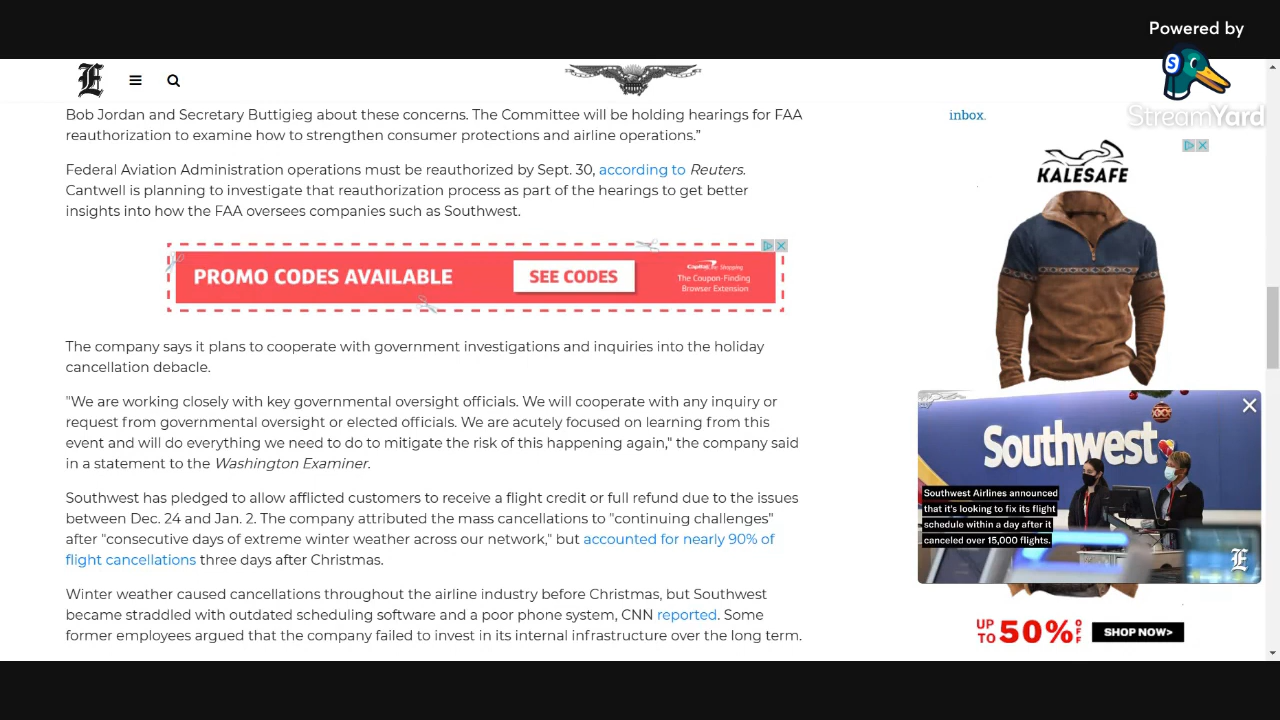 Powered by
StreamYard
S
E
Bob Jordan and Secretary Buttigieg about these concerns. The Committee will be holding hearings for FAA
reauthorization to examine how to strengthen consumer protections and airline operations.”
Federal Aviation Administration operations must be reauthorized by Sept. 30, according to Reuters.
Cantwell is planning to investigate that reauthorization process as part of the hearings to get better
insights into how the FAA oversees companies such as Southwest.
PROMO CODES AVAILABLE
SEE CODES
Capital One Shopping
The Coupon-Finding
Browser Extension
The company says it plans to cooperate with government investigations and inquiries into the holiday
cancellation debacle.
"We are working closely with key governmental oversight officials. We will cooperate with any inquiry or
request from governmental oversight or elected officials. We are acutely focused on learning from this
event and will do everything we need to do to mitigate the risk of this happening again," the company said
in a statement to the Washington Examiner.
Southwest has pledged to allow afflicted customers to receive a flight credit or full refund due to the issues
between Dec. 24 and Jan. 2. The company attributed the mass cancellations to "continuing challenges"
after "consecutive days of extreme winter weather across our network," but accounted for nearly 90% of
flight cancellations three days after Christmas.
Winter weather caused cancellations throughout the airline industry before Christmas, but Southwest
became straddled with outdated scheduling software and a poor phone system, CNN reported. Some
former employees argued that the company failed to invest in its internal infrastructure over the long term.
inbox.
KALESAFE
Southwest
Southwest Airlines announced
that it's looking to fix its flight
schedule within a day after it
canceled over 15,000 flights.
E
UP TO 50% OFF
SHOP NOW>